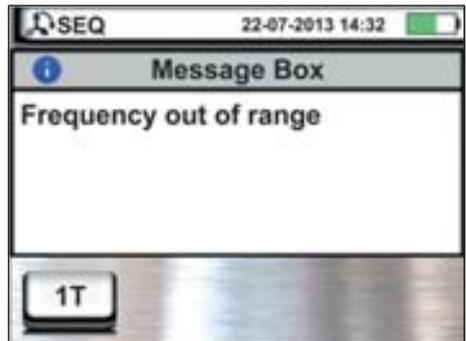 SEQ
22-07-2013 14:32
Message Box
Frequency out of range
1T